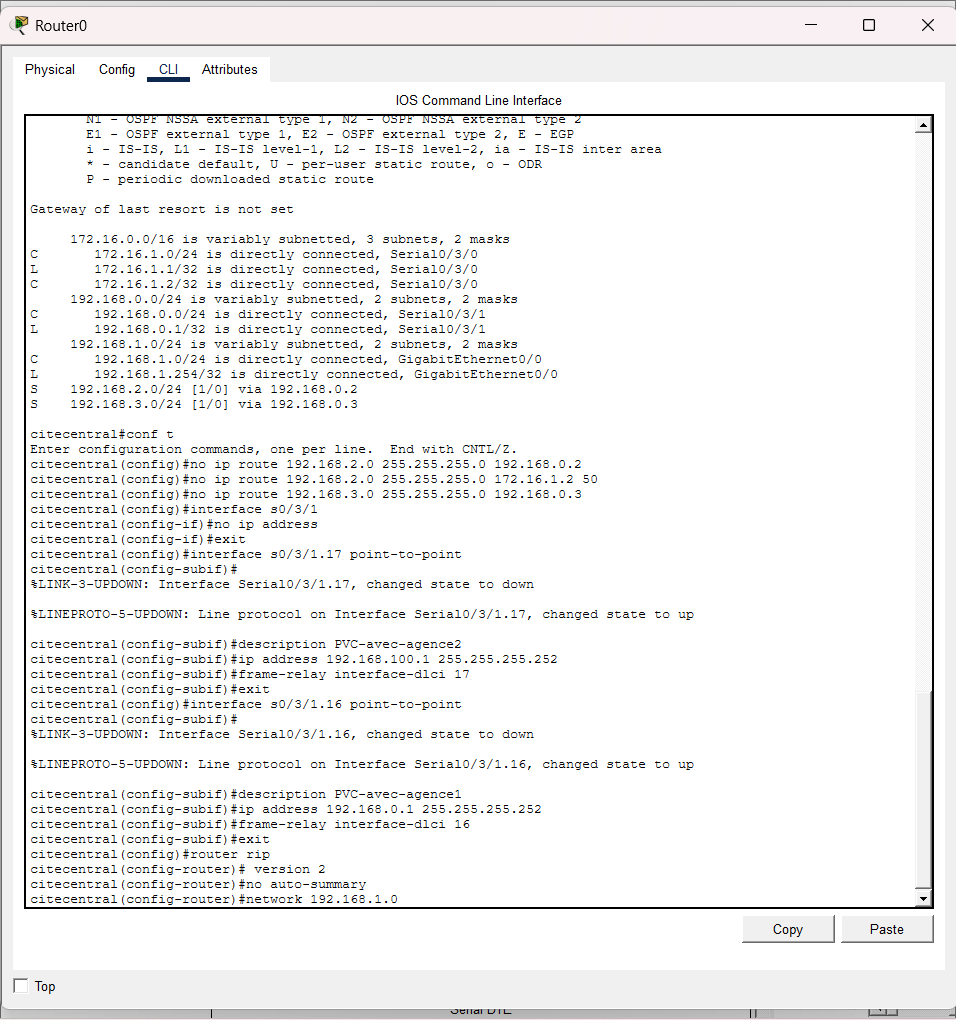 Router0
Physical Config CLI Attributes
IOS Command Line Interface
N1 - OSPF NSSA external type 1, N2 - OSPF NSSA external type 2
E1 - OSPF external type 1, E2 - OSPF external type 2, E - EGP
i - IS-IS, L1 - IS-IS level-1, L2 - IS-IS level-2, ia - IS-IS inter area
* - candidate default, U - per-user static route, o - ODR
P - periodic downloaded static route
Gateway of last resort is not set
172.16.0.0/16 is variably subnetted, 3 subnets, 2 masks
C 172.16.1.0/24 is directly connected, Serial0/3/0
L 172.16.1.1/32 is directly connected, Serial0/3/0
C 172.16.1.2/32 is directly connected, Serial0/3/0
192.168.0.0/24 is variably subnetted, 2 subnets, 2 masks
C 192.168.0.0/24 is directly connected, Serial0/3/1
L 192.168.0.1/32 is directly connected, Serial0/3/1
192.168.1.0/24 is variably subnetted, 2 subnets, 2 masks
C 192.168.1.0/24 is directly connected, GigabitEthernet0/0
L 192.168.1.254/32 is directly connected, GigabitEthernet0/0
S 192.168.2.0/24 [1/0] via 192.168.0.2
S 192.168.3.0/24 [1/0] via 192.168.0.3
citecentral#conf t
Enter configuration commands, one per line. End with CNTL/Z.
citecentral(config)#no ip route 192.168.2.0 255.255.255.0 192.168.0.2
citecentral(config)#no ip route 192.168.2.0 255.255.255.0 172.16.1.2 50
citecentral(config)#no ip route 192.168.3.0 255.255.255.0 192.168.0.3
citecentral(config)#interface s0/3/1
citecentral(config-if)#no ip address
citecentral(config-if)#exit
citecentral(config)#interface s0/3/1.17 point-to-point
citecentral(config-subif)#
%LINK-3-UPDOWN: Interface Serial0/3/1.17, changed state to down
%LINEPROTO-5-UPDOWN: Line protocol on Interface Serial0/3/1.17, changed state to up
citecentral(config-subif)#description PVC-avec-agence2
citecentral(config-subif)#ip address 192.168.100.1 255.255.255.252
citecentral(config-subif)#frame-relay interface-dlci 17
citecentral(config-subif)#exit
citecentral(config)#interface s0/3/1.16 point-to-point
citecentral(config-subif)#
%LINK-3-UPDOWN: Interface Serial0/3/1.16, changed state to down
%LINEPROTO-5-UPDOWN: Line protocol on Interface Serial0/3/1.16, changed state to up
citecentral(config-subif)#description PVC-avec-agence1
citecentral(config-subif)#ip address 192.168.0.1 255.255.255.252
citecentral(config-subif)#frame-relay interface-dlci 16
citecentral(config-subif)#exit
citecentral(config)#router rip
citecentral(config-router)# version 2
citecentral(config-router)#no auto-summary
citecentral(config-router)#network 192.168.1.0
Copy Paste
Top
Serial DTE